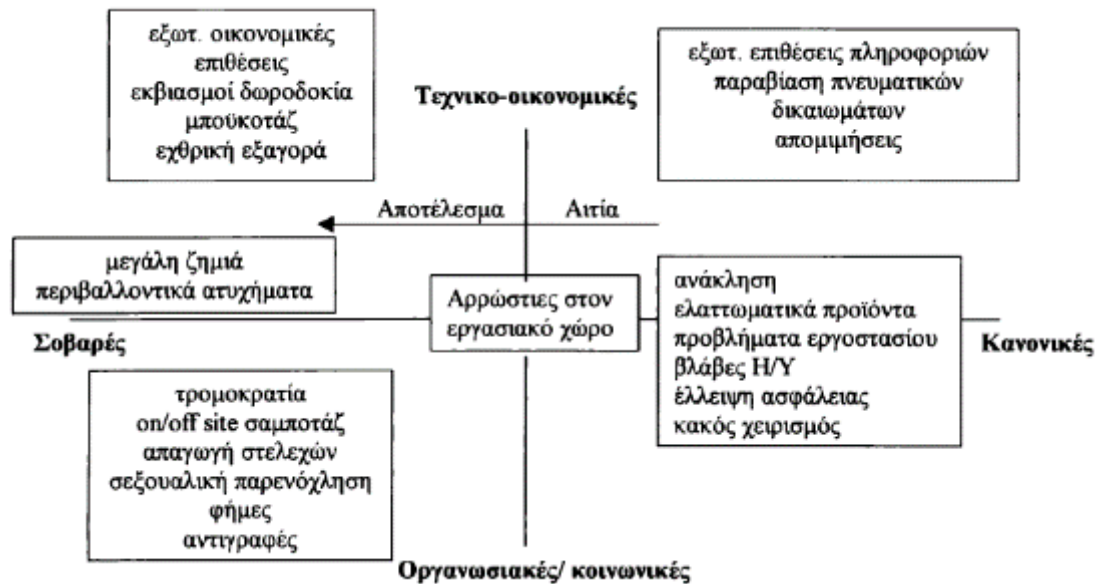 εξωτ. οικονομικές
επιθέσεις
εκβιασμοί δωροδοκία
μποϋκοτάζ
εχθρική εξαγορά
Τεχνικο-οικονομικές
εξωτ. επιθέσεις πληροφοριών
παραβίαση πνευματικών
δικαιωμάτων
απομιμήσεις
Αποτέλεσμα
Αιτία
μεγάλη ζημιά
περιβαλλοντικά ατυχήματα
Αρρώστιες στον
εργασιακό χώρο
ανάκληση
ελαττωματικά προϊόντα
προβλήματα εργοστασίου
βλάβες Η/Υ
έλλειψη ασφάλειας
κακός χειρισμός
Σοβαρές
Κανονικές
τρομοκρατία
on/off site σαμποτάζ
απαγωγή στελεχών
σεξουαλική παρενόχληση
φήμες
αντιγραφές
Οργανωσιακές/ κοινωνικές